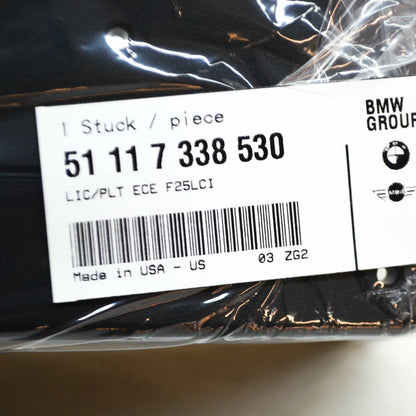 1 Stuck / piece
51 11 7 338 530
LIC/PLT ECE F25LCI
Made in USA - US 03 ZG2
BMW
GROUP
MINI